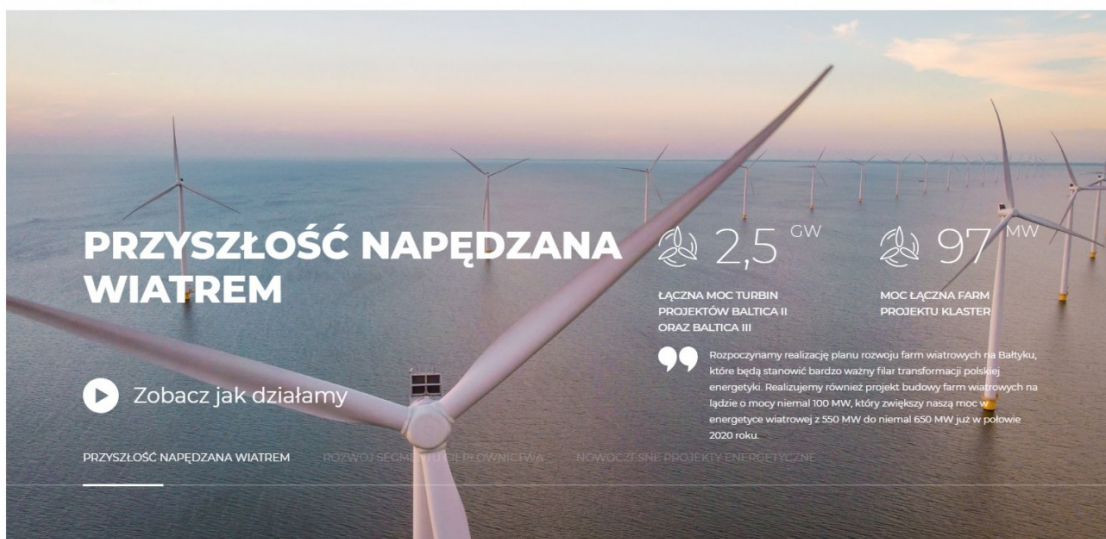 PRZYSZŁOŚĆ NAPĘDZANA
WIATREM
Zobacz jak działamy
2,5 GW
ŁĄCZNA MOC TURBIN
PROJEKTÓW BALTICA II
ORAZ BALTICA III
97 MW
MOC ŁĄCZNA FARM
PROJEKTU KLASTER
Rozpoczynamy realizację planu rozwoju farm wiatrowych na Bałtyku,
które będą stanowić bardzo ważny filar transformacji polskiej
energetyki. Realizujemy również projekt budowy farm wiatrowych na
lądzie o mocy niemal 100 MW, który zwiększy naszą moc w
energetyce wiatrowej z 550 MW do niemal 650 MW już w połowie
2020 roku.
PRZYSZŁOŚĆ NAPĘDZANA WIATREM
ROZWÓJ SEGMENTU CIEPŁOWNICTWA
NOWOCZESNE PROJEKTY ENERGETYCZNE